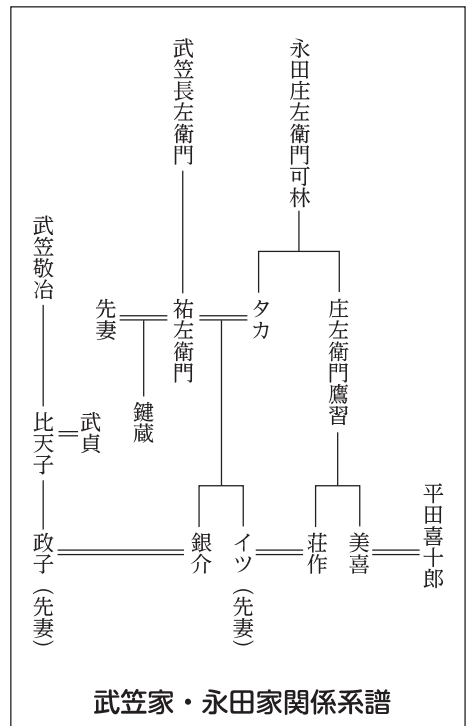 永田庄左衛門可林
武笠長左衛門
武笠敬冶
タカ
庄左衛門鷹習
祐左衛門
先妻
鍵蔵
武貞
比天子
平田喜十郎
美喜
荘作
イツ(先妻)
銀介
政子(先妻)
武笠家・永田家関係系譜